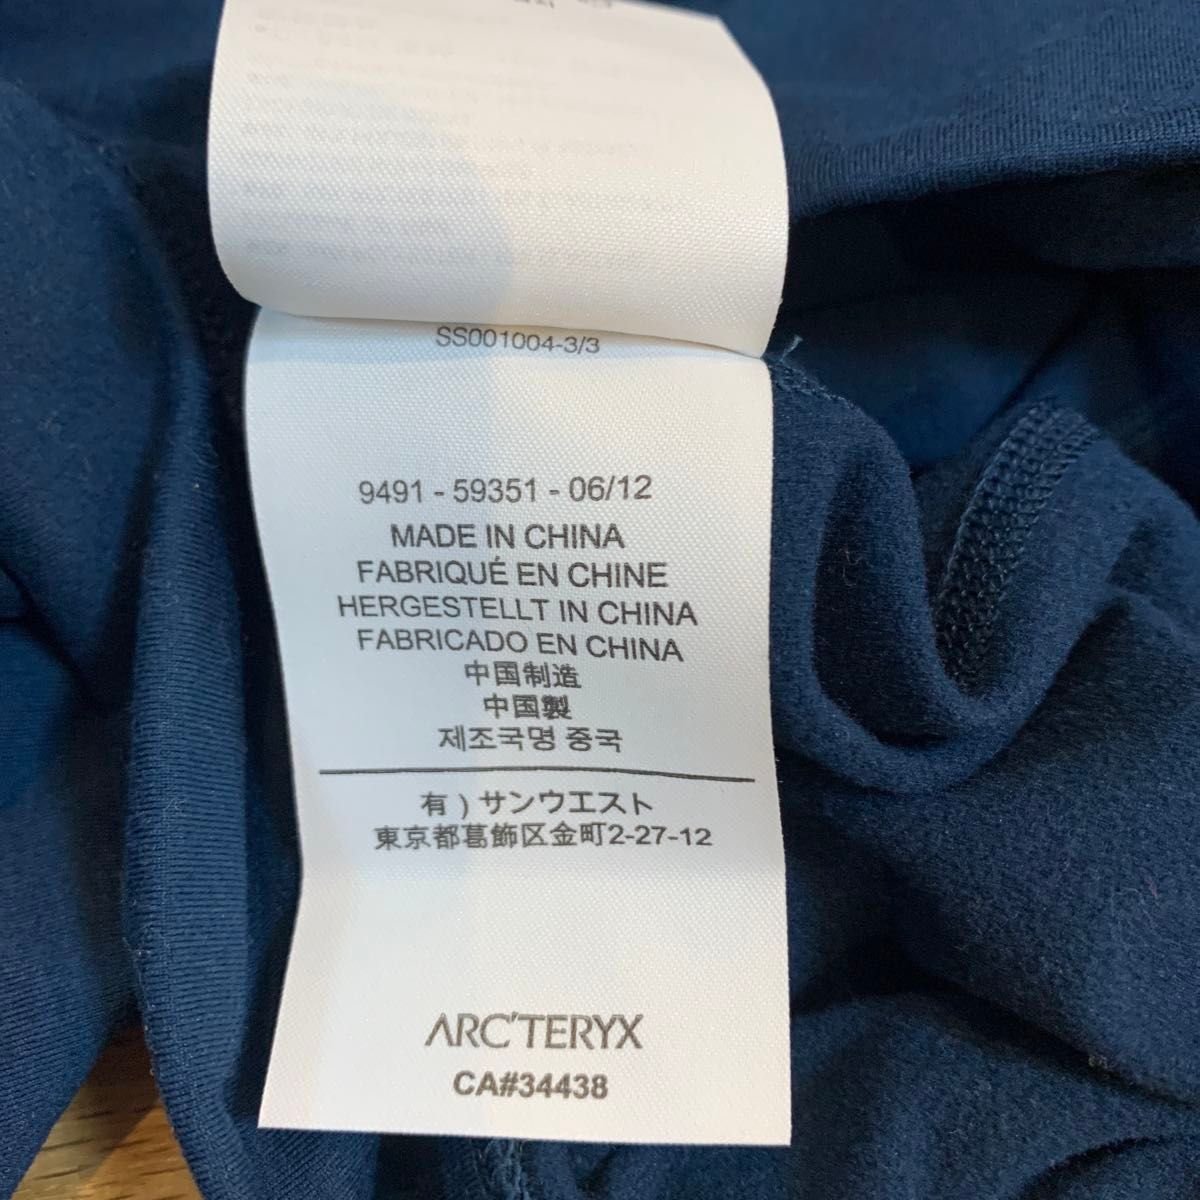 SS001004-3/3
9491 - 59351 - 06/12
MADE IN CHINA
FABRIQUÉ EN CHINE
HERGESTELLT IN CHINA
FABRICADO EN CHINA
中国制造
中国製
제조국명 중국
有 ) サンウエスト
東京都葛飾区金町2-27-12
ARC'TERYX
CA#34438